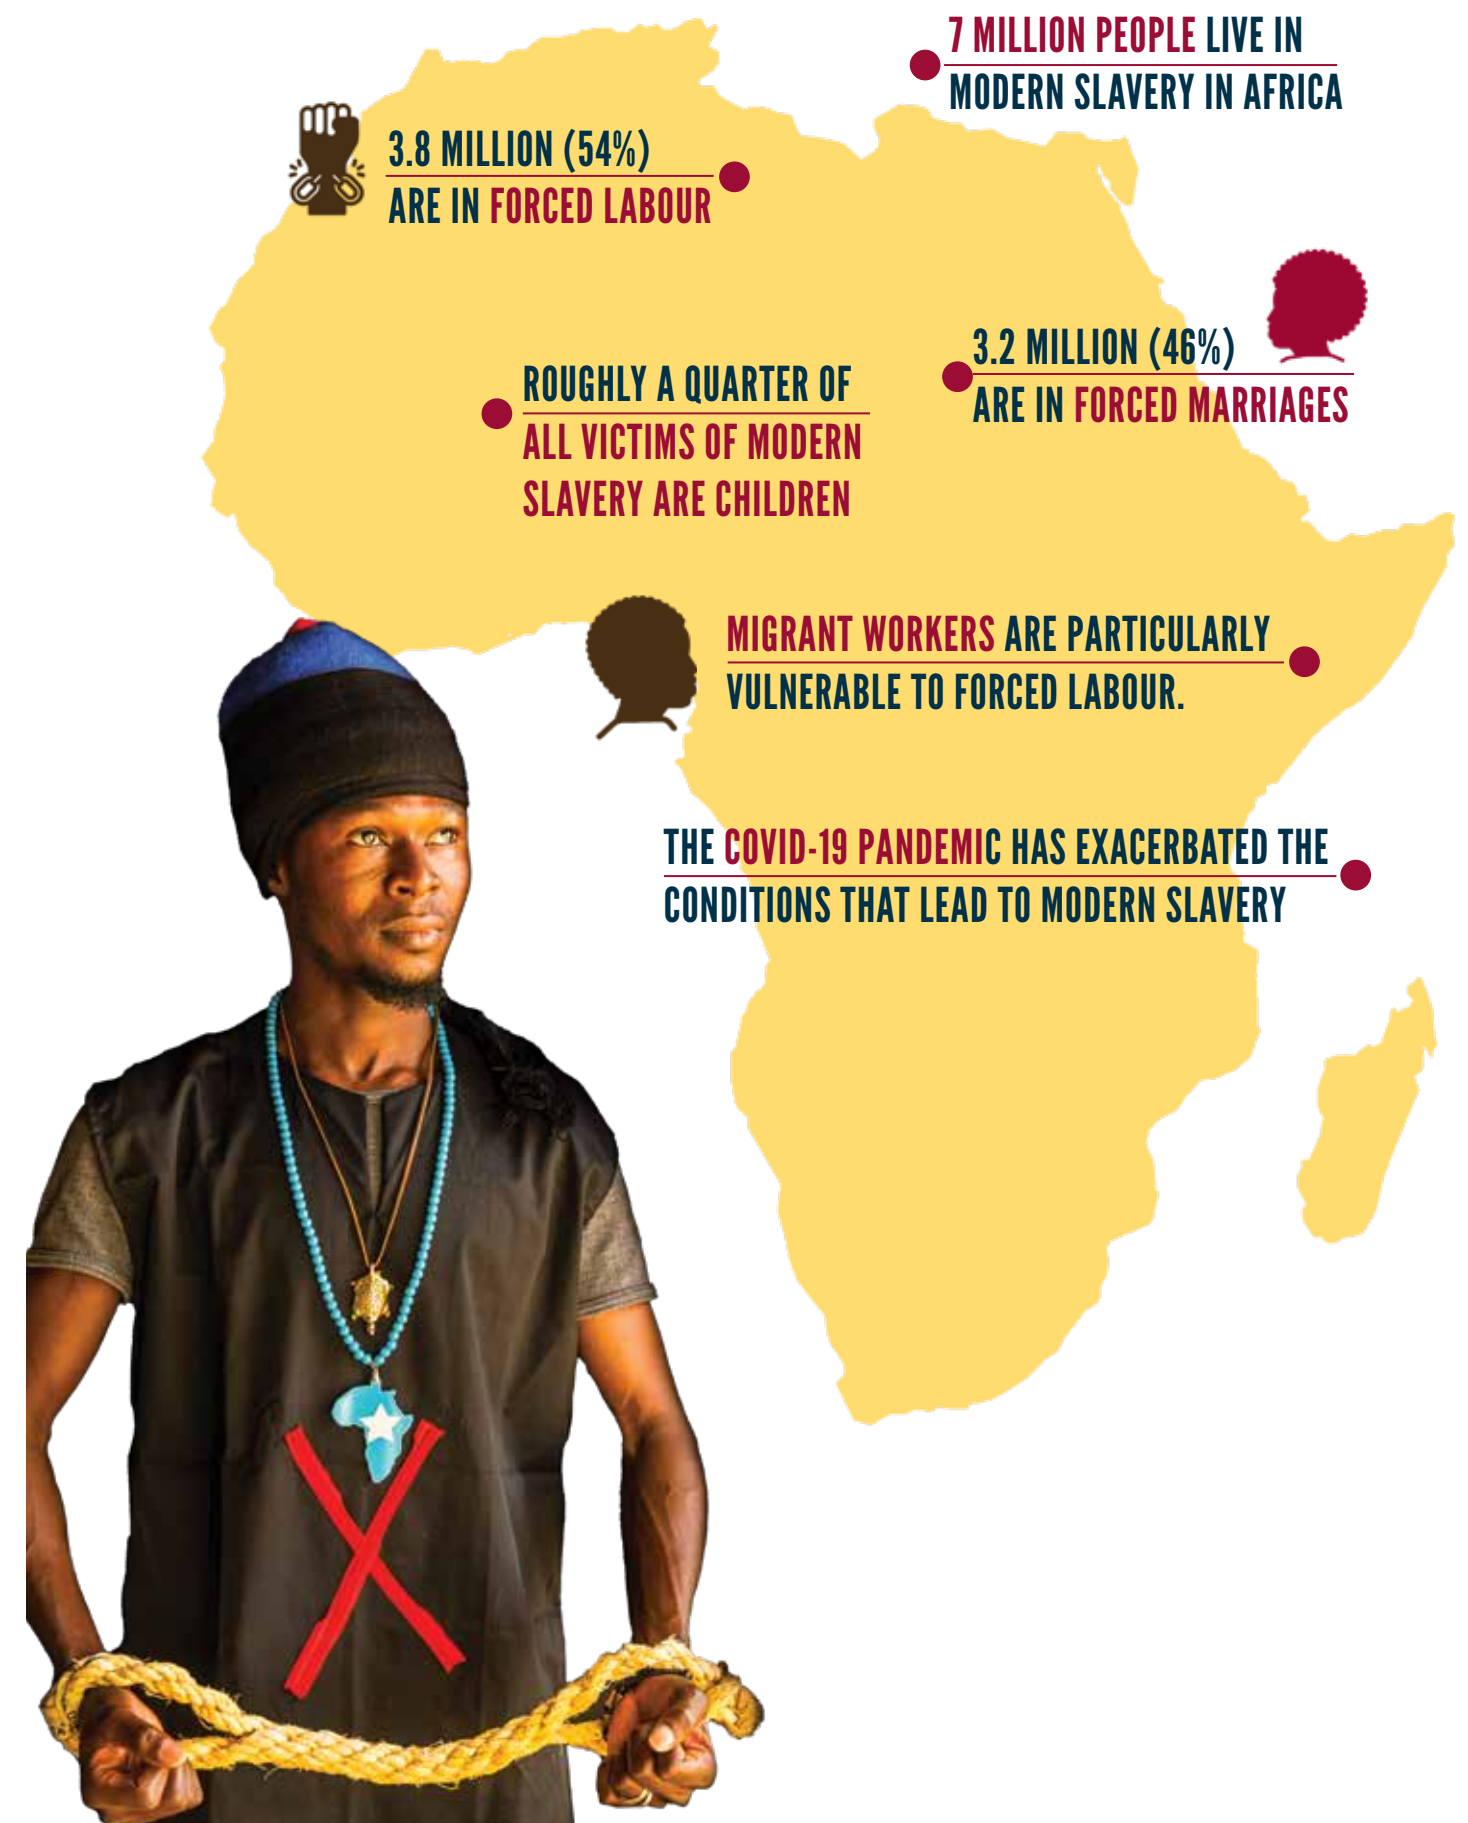 7 MILLION PEOPLE LIVE IN
MODERN SLAVERY IN AFRICA
3.8 MILLION (54%)
ARE IN FORCED LABOUR
3.2 MILLION (46%)
ARE IN FORCED MARRIAGES
ROUGHLY A QUARTER OF
ALL VICTIMS OF MODERN
SLAVERY ARE CHILDREN
MIGRANT WORKERS ARE PARTICULARLY
VULNERABLE TO FORCED LABOUR.
THE COVID-19 PANDEMIC HAS EXACERBATED THE
CONDITIONS THAT LEAD TO MODERN SLAVERY